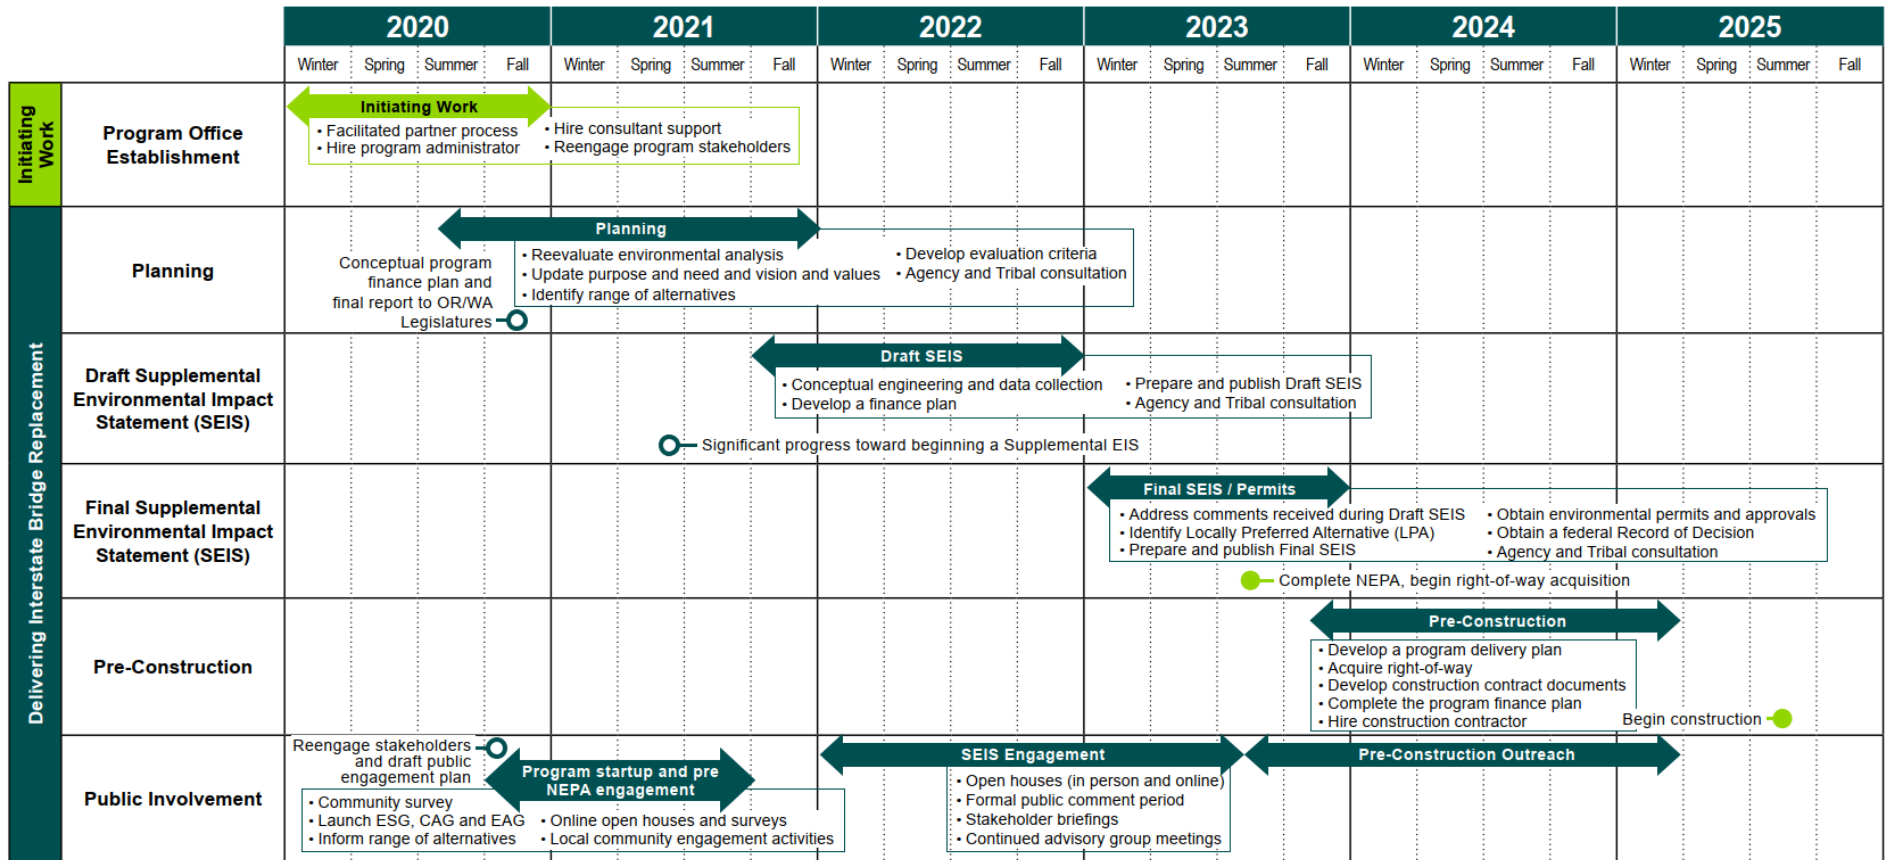 2020 2021 2022 2023 2024 2025
Winter Spring Summer Fall Winter Spring Summer Fall Winter Spring Summer Fall Winter Spring Summer Fall Winter Spring Summer Fall Winter Spring Summer Fall
Initiating
Work
Program Office
Establishment
Initiating Work
• Facilitated partner process
• Hire program administrator
• Hire consultant support
• Reengage program stakeholders
Delivering Interstate Bridge Replacement
Planning
Planning
• Reevaluate environmental analysis
• Update purpose and need and vision and values
• Identify range of alternatives
• Develop evaluation criteria
• Agency and Tribal consultation
Conceptual program
finance plan and
final report to OR/WA
Legislatures
Draft Supplemental
Environmental Impact
Statement (SEIS)
Draft SEIS
• Conceptual engineering and data collection
• Develop a finance plan
• Prepare and publish Draft SEIS
• Agency and Tribal consultation
Significant progress toward beginning a Supplemental EIS
Final Supplemental
Environmental Impact
Statement (SEIS)
Final SEIS / Permits
• Address comments received during Draft SEIS
• Identify Locally Preferred Alternative (LPA)
• Prepare and publish Final SEIS
• Obtain environmental permits and approvals
• Obtain a federal Record of Decision
• Agency and Tribal consultation
Complete NEPA, begin right-of-way acquisition
Pre-Construction
Pre-Construction
• Develop a program delivery plan
• Acquire right-of-way
• Develop construction contract documents
• Complete the program finance plan
• Hire construction contractor
Begin construction
Public Involvement
Reengage stakeholders
and draft public
engagement plan
Program startup and pre
NEPA engagement
• Community survey
• Launch ESG, CAG and EAG
• Inform range of alternatives
• Online open houses and surveys
• Local community engagement activities
SEIS Engagement
• Open houses (in person and online)
• Formal public comment period
• Stakeholder briefings
• Continued advisory group meetings
Pre-Construction Outreach